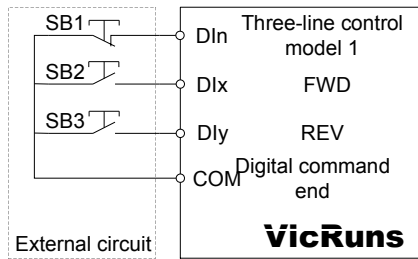 SB1
DIn
Three-line control
model 1
SB2
DIx
FWD
SB3
DIy
REV
COM
Digital command
end
External circuit
VicRuns